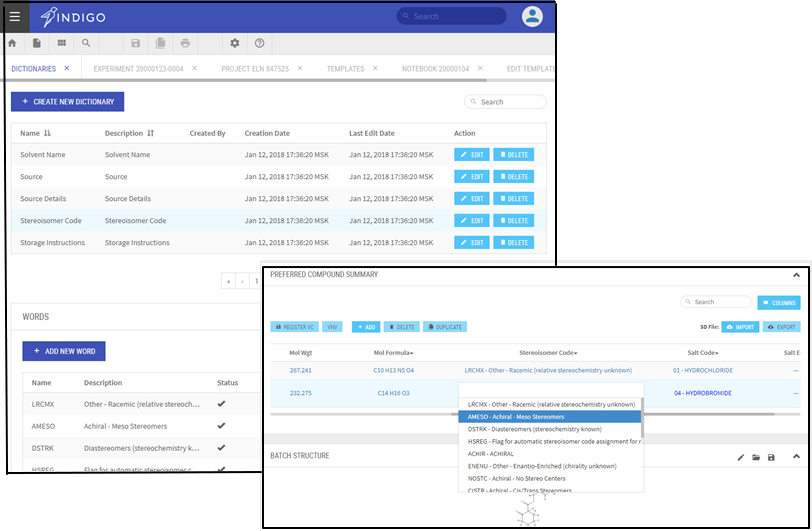 INDIGO
Search
DICTIONARIES × EXPERIMENT 20000123-0004 × PROJECT ELN 847525 × TEMPLATES × NOTEBOOK 20000104 × EDIT TEMPLATE
+ CREATE NEW DICTIONARY
Search
Name Description Created By Creation Date Last Edit Date Action
Solvent Name Solvent Name Jan 12, 2018 17:36:20 MSK Jan 12, 2018 17:36:20 MSK EDIT DELETE
Source Source Jan 12, 2018 17:36:20 MSK Jan 12, 2018 17:36:20 MSK EDIT DELETE
Source Details Source Details Jan 12, 2018 17:36:20 MSK Jan 12, 2018 17:36:20 MSK EDIT DELETE
Stereoisomer Code Stereoisomer Code Jan 12, 2018 17:36:20 MSK Jan 12, 2018 17:36:20 MSK EDIT DELETE
Storage Instructions Storage Instructions Jan 12, 2018 17:36:20 MSK Jan 12, 2018 17:36:20 MSK EDIT DELETE
« ‹ 1
WORDS
+ ADD NEW WORD
Name Description Status
LRCMX Other - Racemic (relative stereoch...
AMESO Achiral - Meso Stereomers
DSTRK Diastereomers (stereochemistry k...
HSREG Flag for automatic stereoisomer c...
PREFERRED COMPOUND SUMMARY
Search COLUMNS
REGISTER VC VNV + ADD DELETE DUPLICATE SD File: IMPORT EXPORT
Mol Wgt Mol Formula Stereoisomer Code Salt Code Salt E
267.241 C10 H13 N5 O4 LRCMX - Other - Racemic (relative stereochemistry unknown) 01 - HYDROCHLORIDE —
232.275 C14 H16 O3 04 - HYDROBROMIDE —
LRCMX - Other - Racemic (relative stereochemistry unknown)
AMESO - Achiral - Meso Stereomers
DSTRK - Diastereomers (stereochemistry known)
HSREG - Flag for automatic stereoisomer code assignment for r
ACHIR - ACHIRAL
ENENU - Other - Enantio-Enriched (chirality unknown)
NOSTC - Achiral - No Stereo Centers
CISTR - Achiral - Cis/Trans Stereomers
BATCH STRUCTURE